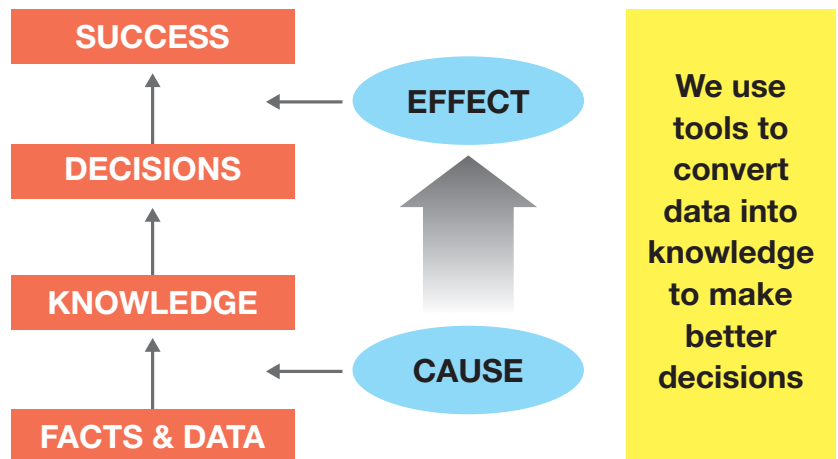 SUCCESS
EFFECT
DECISIONS
KNOWLEDGE
CAUSE
FACTS & DATA
We use
tools to
convert
data into
knowledge
to make
better
decisions